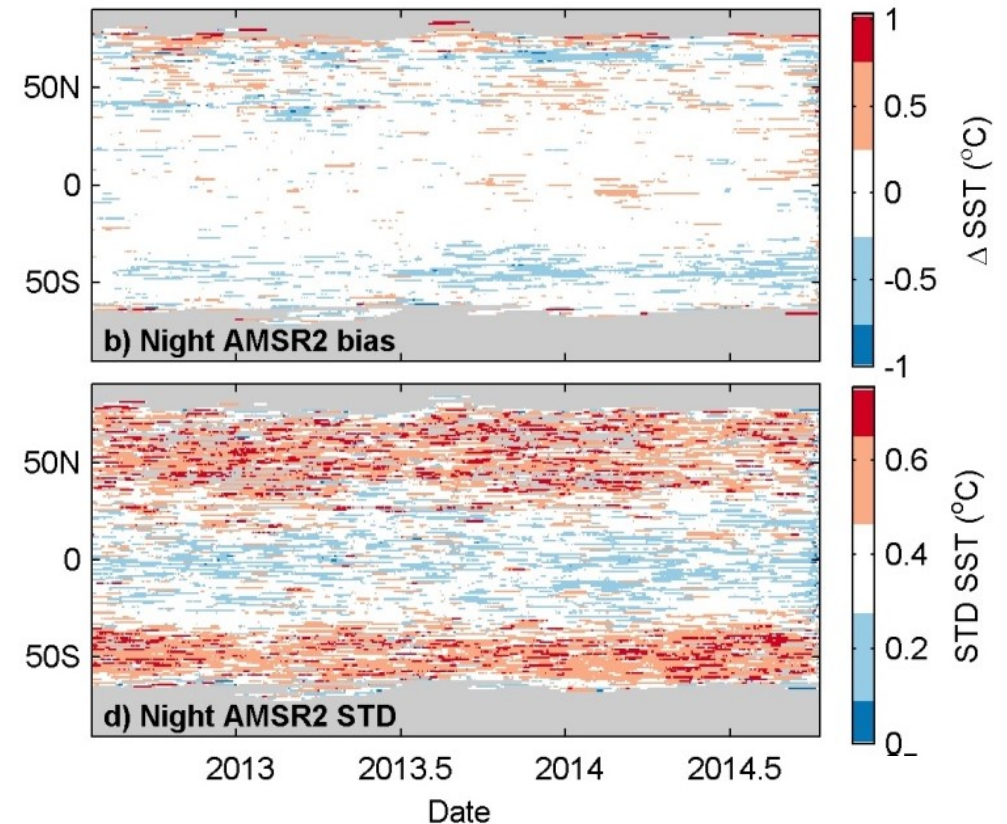 50N
0
50S
b) Night AMSR2 bias
1
0.5
0
-0.5
-1
Δ SST (°C)
50N
0
50S
d) Night AMSR2 STD
0.6
0.4
0.2
0
STD SST (°C)
2013
2013.5
2014
2014.5
Date